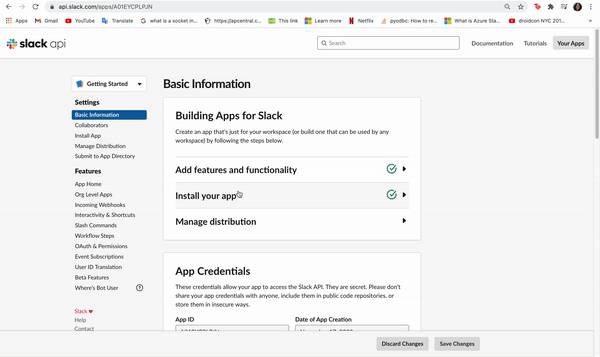 api.slack.com/apps/A01EYCPLPJN
Apps
Gmail
YouTube
Translate
what is a socket in...
https://apcentral.c...
This link
Learn more
Netflix
pyodbc: How to re...
What is Azure Sta...
droidcon NYC 201...
slack api
Search
Documentation
Tutorials
Your Apps
Getting Started
Settings
Basic Information
Collaborators
Install App
Manage Distribution
Submit to App Directory
Features
App Home
Org Level Apps
Incoming Webhooks
Interactivity & Shortcuts
Slash Commands
Workflow Steps
OAuth & Permissions
Event Subscriptions
User ID Translation
Beta Features
Where's Bot User
Slack
Help
Contact
Basic Information
Building Apps for Slack
Create an app that's just for your workspace (or build one that can be used by any
workspace) by following the steps below.
Add features and functionality
Install your app
Manage distribution
App Credentials
These credentials allow your app to access the Slack API. They are secret. Please don't
share your app credentials with anyone, include them in public code repositories, or
store them in insecure ways.
App ID
Date of App Creation
Discard Changes
Save Changes